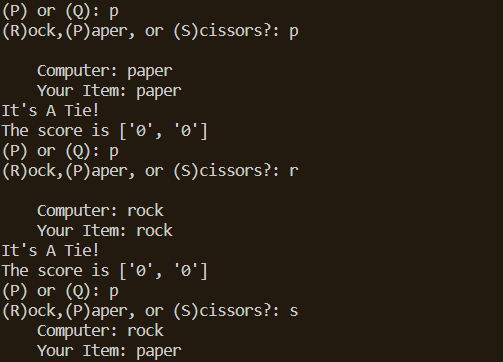 (P) or (Q): p
(R)ock,(P)aper, or (S)cissors?: p
Computer: paper
Your Item: paper
It's A Tie!
The score is ['0', '0']
(P) or (Q): p
(R)ock,(P)aper, or (S)cissors?: r
Computer: rock
Your Item: rock
It's A Tie!
The score is ['0', '0']
(P) or (Q): p
(R)ock,(P)aper, or (S)cissors?: s
Computer: rock
Your Item: paper